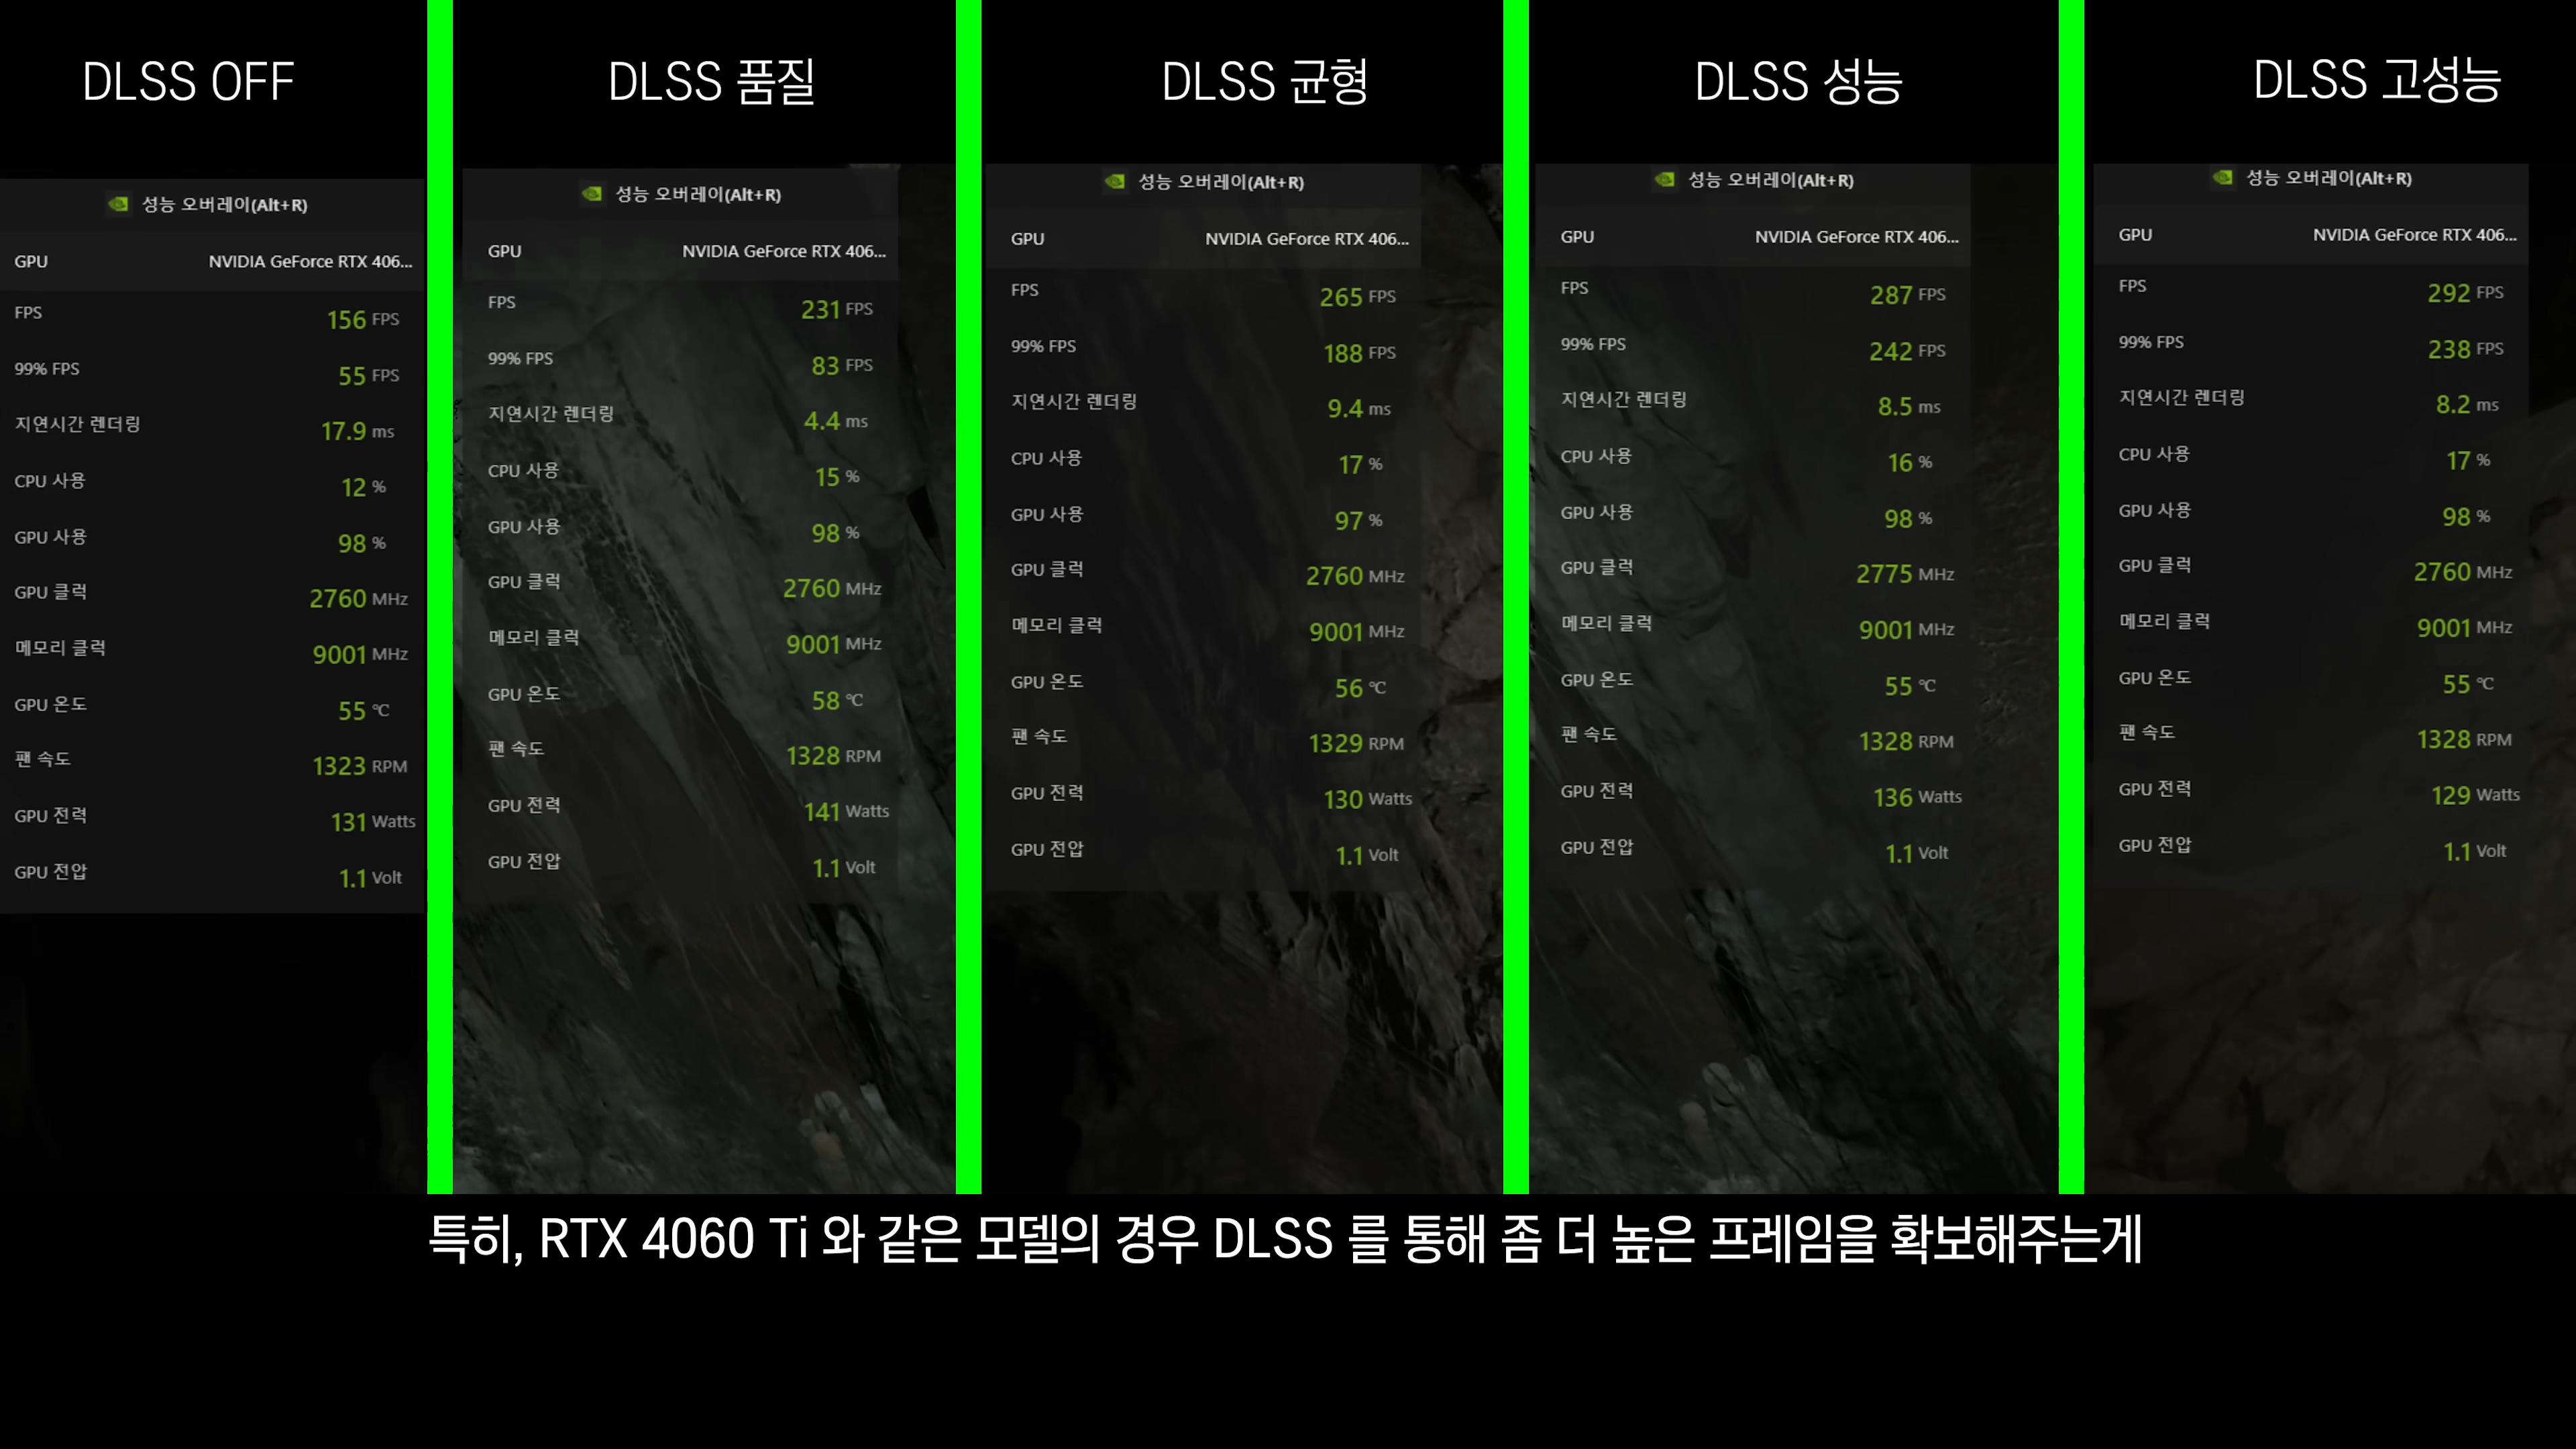 DLSS OFF
성능 오버레이(Alt+R)
GPU NVIDIA GeForce RTX 406...
FPS 156 FPS
99% FPS 55 FPS
지연시간 렌더링 17.9 ms
CPU 사용 12 %
GPU 사용 98 %
GPU 클럭 2760 MHz
메모리 클럭 9001 MHz
GPU 온도 55 ℃
팬 속도 1323 RPM
GPU 전력 131 Watts
GPU 전압 1.1 Volt
DLSS 품질
성능 오버레이(Alt+R)
GPU NVIDIA GeForce RTX 406...
FPS 231 FPS
99% FPS 83 FPS
지연시간 렌더링 4.4 ms
CPU 사용 15 %
GPU 사용 98 %
GPU 클럭 2760 MHz
메모리 클럭 9001 MHz
GPU 온도 58 ℃
팬 속도 1328 RPM
GPU 전력 141 Watts
GPU 전압 1.1 Volt
DLSS 균형
성능 오버레이(Alt+R)
GPU NVIDIA GeForce RTX 406...
FPS 265 FPS
99% FPS 188 FPS
지연시간 렌더링 9.4 ms
CPU 사용 17 %
GPU 사용 97 %
GPU 클럭 2760 MHz
메모리 클럭 9001 MHz
GPU 온도 56 ℃
팬 속도 1329 RPM
GPU 전력 130 Watts
GPU 전압 1.1 Volt
DLSS 성능
성능 오버레이(Alt+R)
GPU NVIDIA GeForce RTX 406...
FPS 287 FPS
99% FPS 242 FPS
지연시간 렌더링 8.5 ms
CPU 사용 16 %
GPU 사용 98 %
GPU 클럭 2775 MHz
메모리 클럭 9001 MHz
GPU 온도 55 ℃
팬 속도 1328 RPM
GPU 전력 136 Watts
GPU 전압 1.1 Volt
DLSS 고성능
성능 오버레이(Alt+R)
GPU NVIDIA GeForce RTX 406...
FPS 292 FPS
99% FPS 238 FPS
지연시간 렌더링 8.2 ms
CPU 사용 17 %
GPU 사용 98 %
GPU 클럭 2760 MHz
메모리 클럭 9001 MHz
GPU 온도 55 ℃
팬 속도 1328 RPM
GPU 전력 129 Watts
GPU 전압 1.1 Volt
특히, RTX 4060 Ti 와 같은 모델의 경우 DLSS 를 통해 좀 더 높은 프레임을 확보해주는게